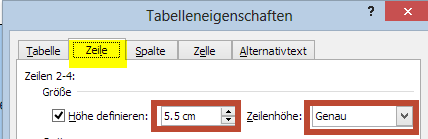 Tabelleneigenschaften
Tabelle Zeile Spalte Zelle Alternativtext
Zeilen 2-4:
Größe
Höhe definieren: 5.5 cm Zeilenhöhe: Genau